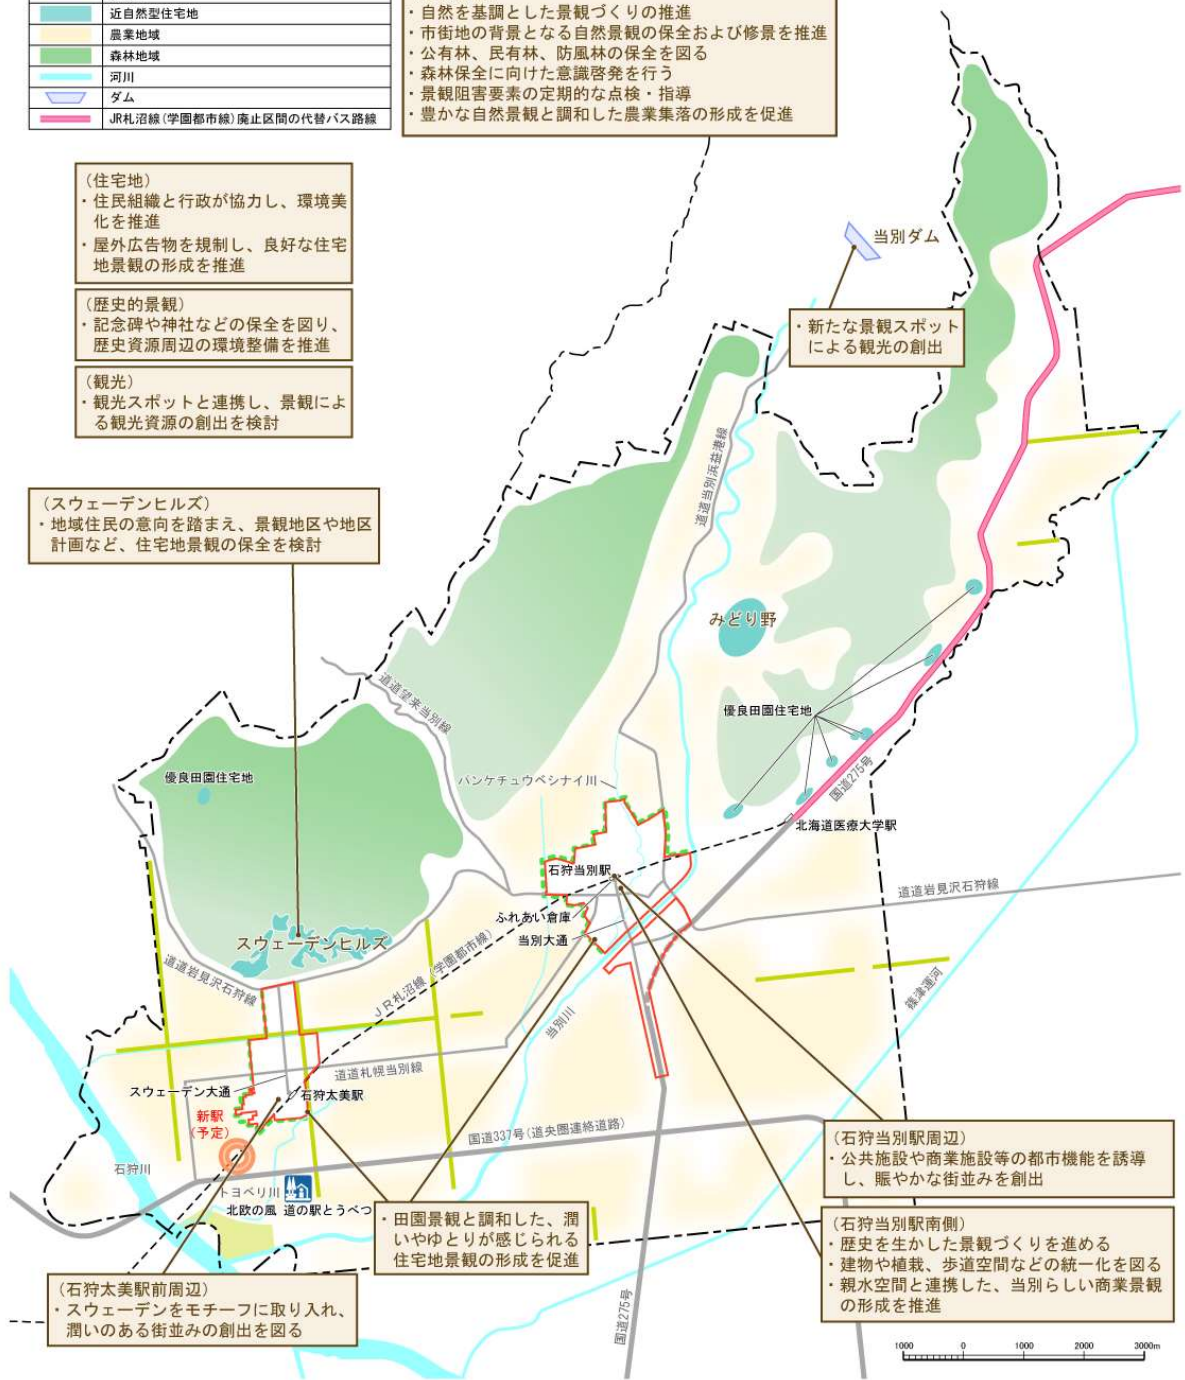 近自然型住宅地
農業地域
森林地域
河川
ダム
JR札沼線(学園都市線)廃止区間の代替バス路線
・自然を基調とした景観づくりの推進
・市街地の背景となる自然景観の保全および修景を推進
・公有林、民有林、防風林の保全を図る
・森林保全に向けた意識啓発を行う
・景観阻害要素の定期的な点検・指導
・豊かな自然景観と調和した農業集落の形成を促進
(住宅地)
・住民組織と行政が協力し、環境美
化を推進
・屋外広告物を規制し、良好な住宅
地景観の形成を推進
(歴史的景観)
・記念碑や神社などの保全を図り、
歴史資源周辺の環境整備を推進
(観光)
・観光スポットと連携し、景観によ
る観光資源の創出を検討
当別ダム
・新たな景観スポット
による観光の創出
(スウェーデンヒルズ)
・地域住民の意向を踏まえ、景観地区や地区
計画など、住宅地景観の保全を検討
道道当別浜益港線
みどり野
道道望来当別線
優良田園住宅地
優良田園住宅地
パンケチュウベシナイ川
国道275号
北海道医療大学駅
石狩当別駅
道道岩見沢石狩線
ふれあい倉庫
当別大通
スウェーデンヒルズ
道道岩見沢石狩線
JR札沼線(学園都市線)
当別川
篠津運河
道道札幌当別線
スウェーデン大通
石狩太美駅
新駅
(予定)
国道337号(道央圏連絡道路)
石狩川
トヨベリ川
北欧の風 道の駅とうべつ
(石狩当別駅周辺)
・公共施設や商業施設等の都市機能を誘導
し、賑やかな街並みを創出
・田園景観と調和した、潤
いやゆとりが感じられる
住宅地景観の形成を促進
(石狩当別駅南側)
・歴史を生かした景観づくりを進める
・建物や植栽、歩道空間などの統一化を図る
・親水空間と連携した、当別らしい商業景観
の形成を推進
(石狩太美駅前周辺)
・スウェーデンをモチーフに取り入れ、
潤いのある街並みの創出を図る
国道275号
1000 0 1000 2000 3000m